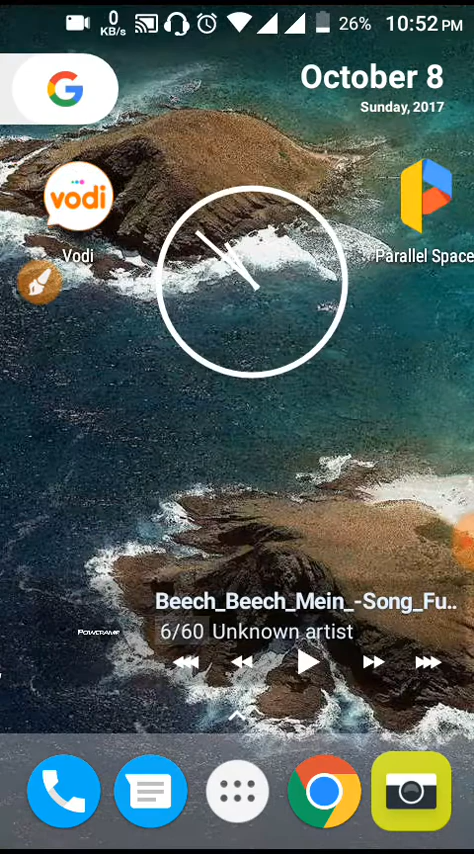 0
KB/s
26%
10:52 PM
October 8
Sunday, 2017
vodi
Vodi
Parallel Space
Beech_Beech_Mein_-Song_Fu..
POWERAMP
6/60 Unknown artist